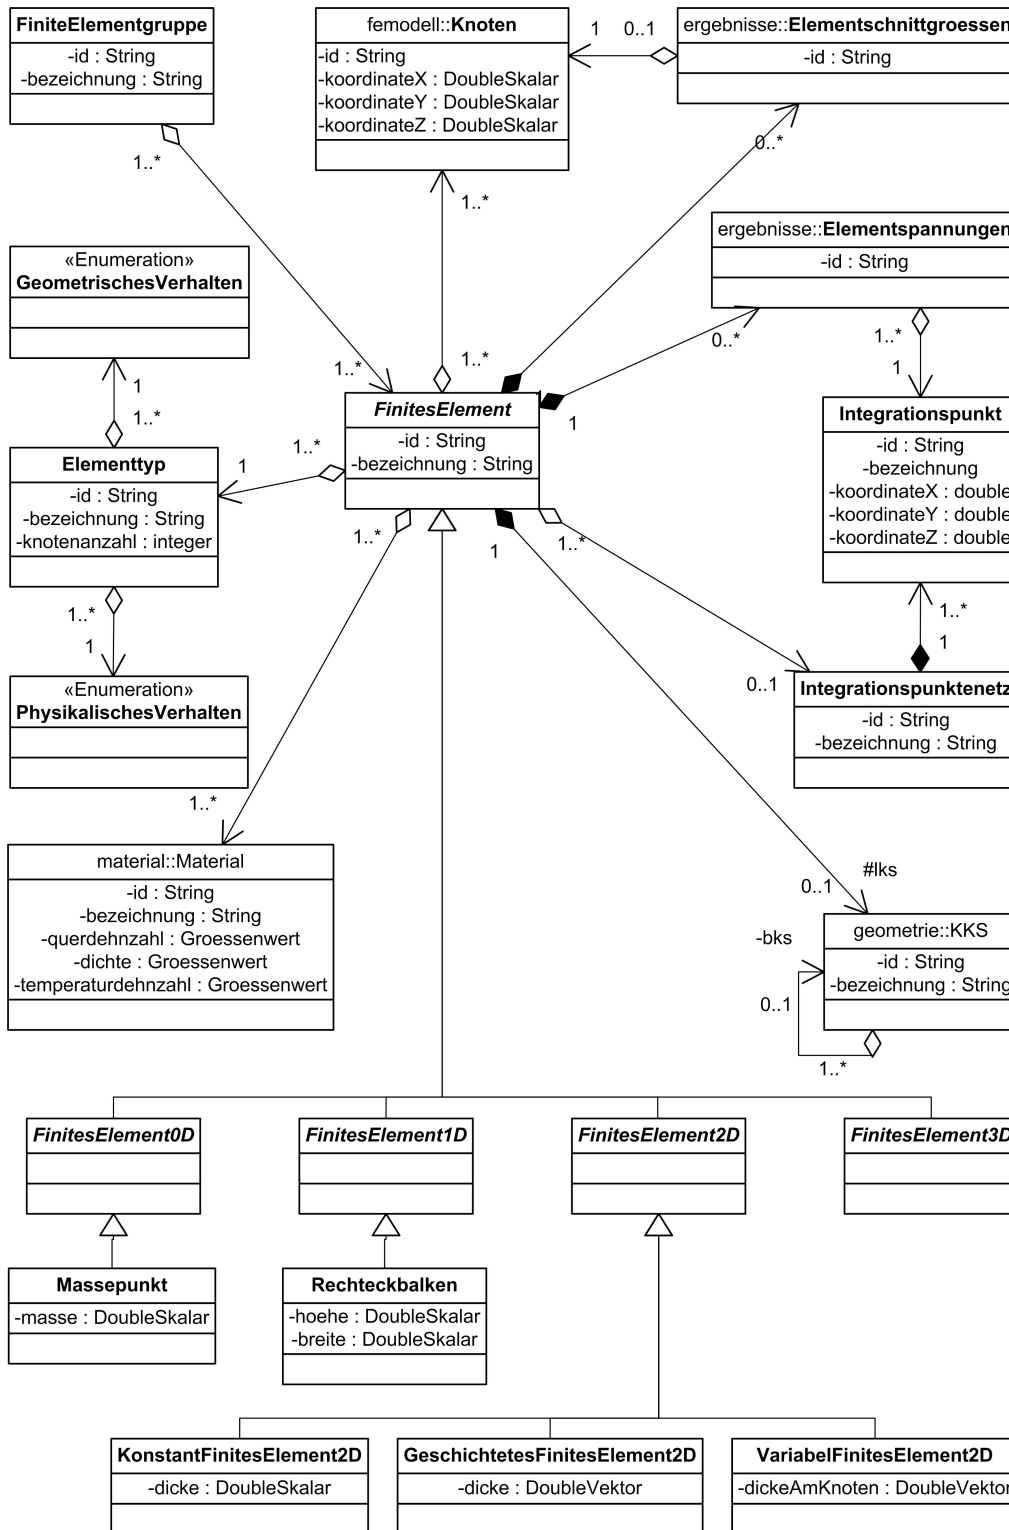 FiniteElementgruppe
-id : String
-bezeichnung : String
1..*
femodell::Knoten
-id : String
-koordinateX : DoubleSkalar
-koordinateY : DoubleSkalar
-koordinateZ : DoubleSkalar
1
0..1
ergebnisse::Elementschnittgroessen
-id : String
0..*
1..*
ergebnisse::Elementspannungen
-id : String
0..*
1..*
1
«Enumeration»
GeometrischesVerhalten
1
1..*
1..*
1..*
FinitesElement
-id : String
-bezeichnung : String
1
1
Integrationspunkt
-id : String
-bezeichnung
-koordinateX : double
-koordinateY : double
-koordinateZ : double
Elementtyp
-id : String
-bezeichnung : String
-knotenanzahl : integer
1
1..*
1..*
1
1..*
1..*
1
1..*
1
«Enumeration»
PhysikalischesVerhalten
0..1
Integrationspunktenetz
-id : String
-bezeichnung : String
1..*
material::Material
-id : String
-bezeichnung : String
-querdehnzahl : Groessenwert
-dichte : Groessenwert
-temperaturdehnzahl : Groessenwert
0..1
#lks
geometrie::KKS
-id : String
-bezeichnung : String
-bks
0..1
1..*
FinitesElement0D
FinitesElement1D
FinitesElement2D
FinitesElement3D
Massepunkt
-masse : DoubleSkalar
Rechteckbalken
-hoehe : DoubleSkalar
-breite : DoubleSkalar
KonstantFinitesElement2D
-dicke : DoubleSkalar
GeschichtetesFinitesElement2D
-dicke : DoubleVektor
VariabelFinitesElement2D
-dickeAmKnoten : DoubleVektor